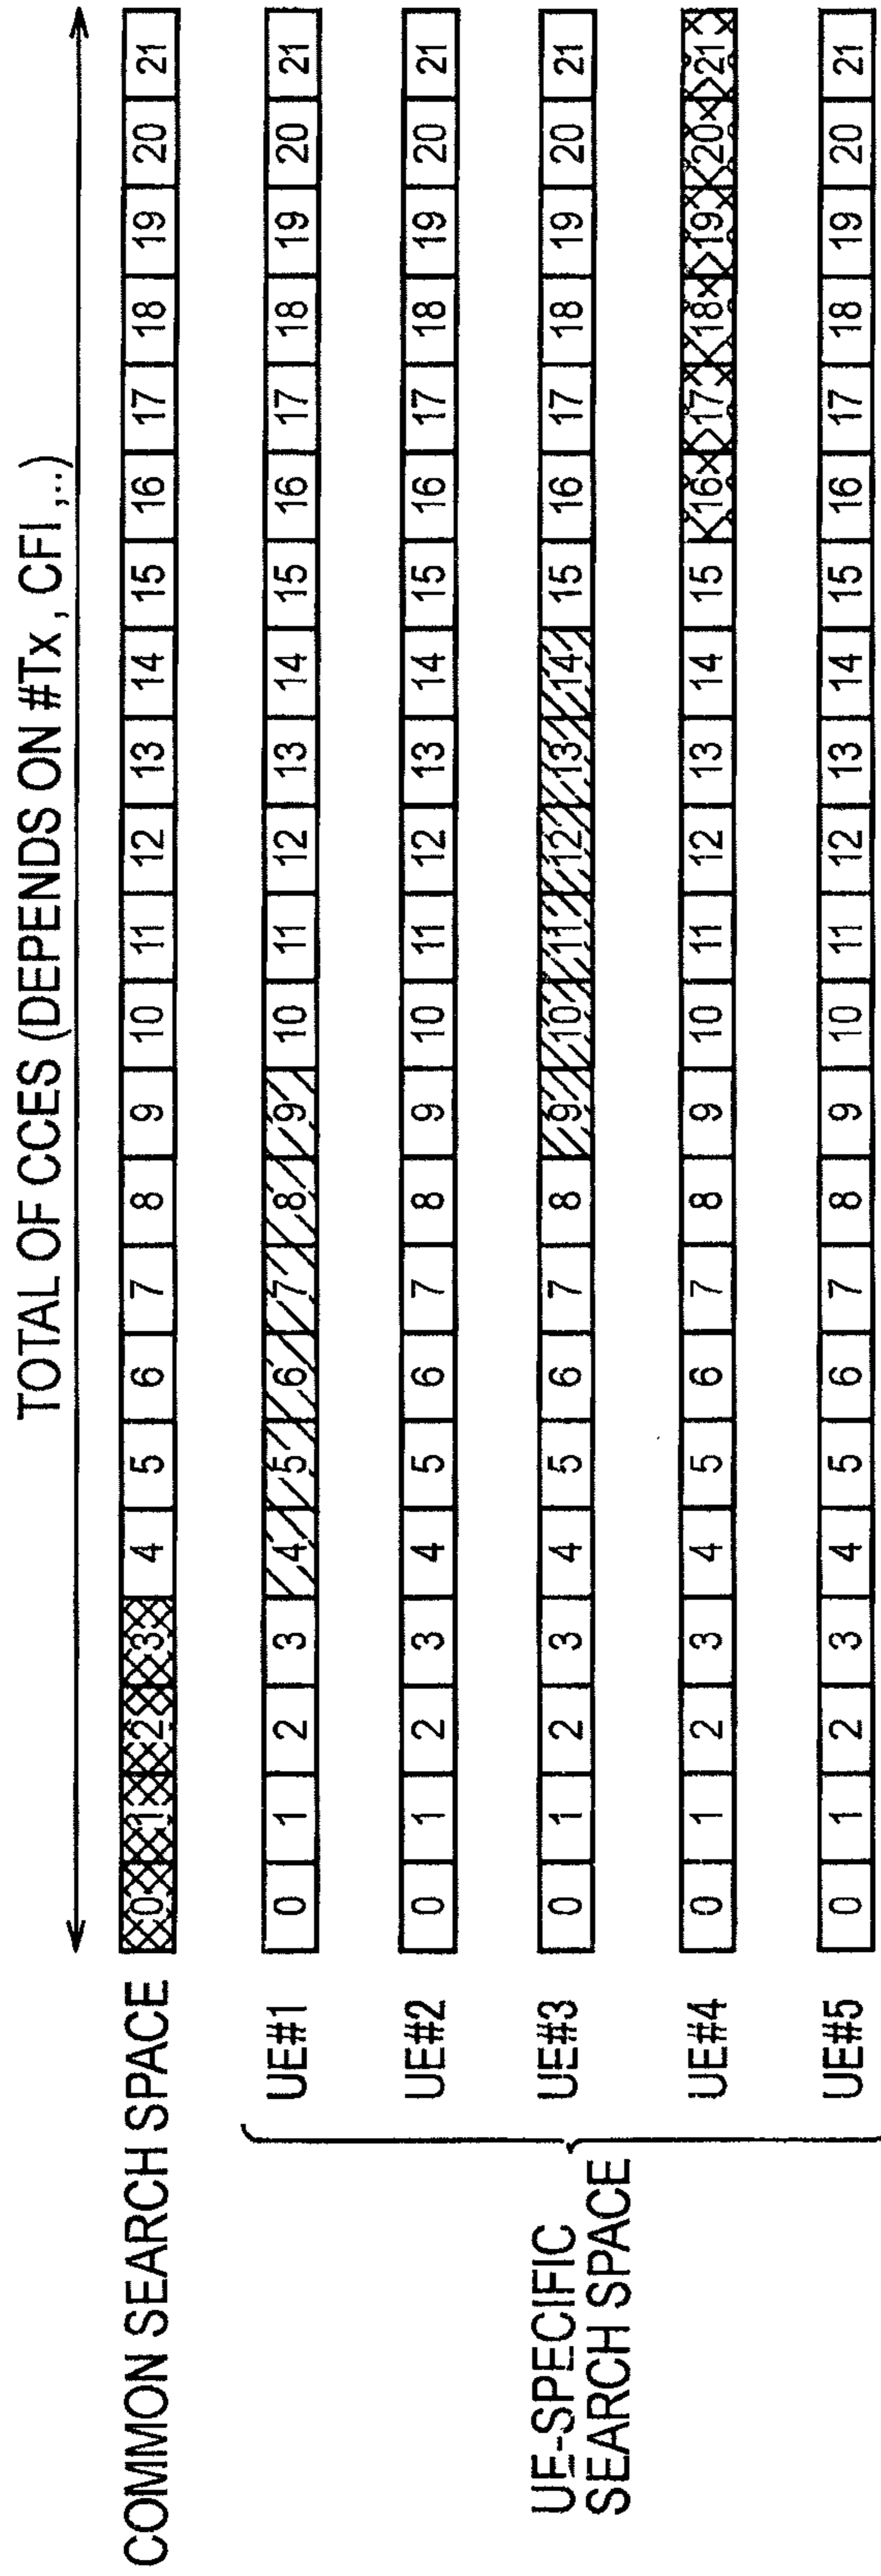 TOTAL OF CCES (DEPENDS ON #Tx, CFI,..)
COMMON SEARCH SPACE 0 1 2 3 4 5 6 7 8 9 10 11 12 13 14 15 16 17 18 19 20 21
UE-SPECIFIC
SEARCH SPACE
UE#1 0 1 2 3 4 5 6 7 8 9 10 11 12 13 14 15 16 17 18 19 20 21
UE#2 0 1 2 3 4 5 6 7 8 9 10 11 12 13 14 15 16 17 18 19 20 21
UE#3 0 1 2 3 4 5 6 7 8 9 10 11 12 13 14 15 16 17 18 19 20 21
UE#4 0 1 2 3 4 5 6 7 8 9 10 11 12 13 14 15 16 17 18 19 20 21
UE#5 0 1 2 3 4 5 6 7 8 9 10 11 12 13 14 15 16 17 18 19 20 21